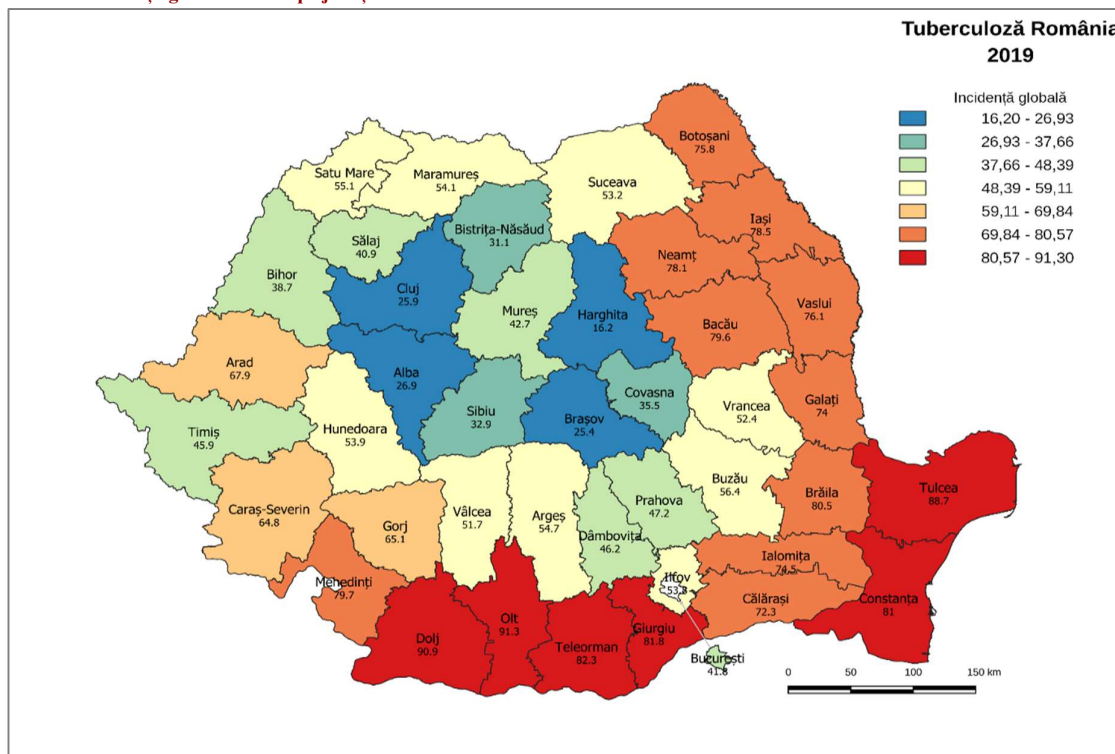 Tuberculoză România
2019
Incidență globală
16,20 - 26,93
26,93 - 37,66
37,66 - 48,39
48,39 - 59,11
59,11 - 69,84
69,84 - 80,57
80,57 - 91,30
Botoșani
75.8
Satu Mare
55.1
Maramureș
54.1
Suceava
53.2
Iași
78.5
Bistrița-Năsăud
31.1
Sălaj
40.9
Neamț
78.1
Bihor
38.7
Cluj
25.9
Mureș
42.7
Harghita
16.2
Vaslui
76.1
Bacău
79.6
Arad
67.9
Alba
26.9
Sibiu
32.9
Covasna
35.5
Brașov
25.4
Vrancea
52.4
Galați
74
Timiș
45.9
Hunedoara
53.9
Buzău
56.4
Tulcea
88.7
Brăila
80.5
Prahova
47.2
Caraș-Severin
64.8
Gorj
65.1
Vâlcea
51.7
Argeș
54.7
Dâmbovița
46.2
Ialomița
74.5
Ilfov
Mehedinți
79.7
Călărași
72.3
Constanța
81
Dolj
90.9
Olt
91.3
Teleorman
82.3
Giurgiu
81.8
București
41.8
0 50 100 150 km